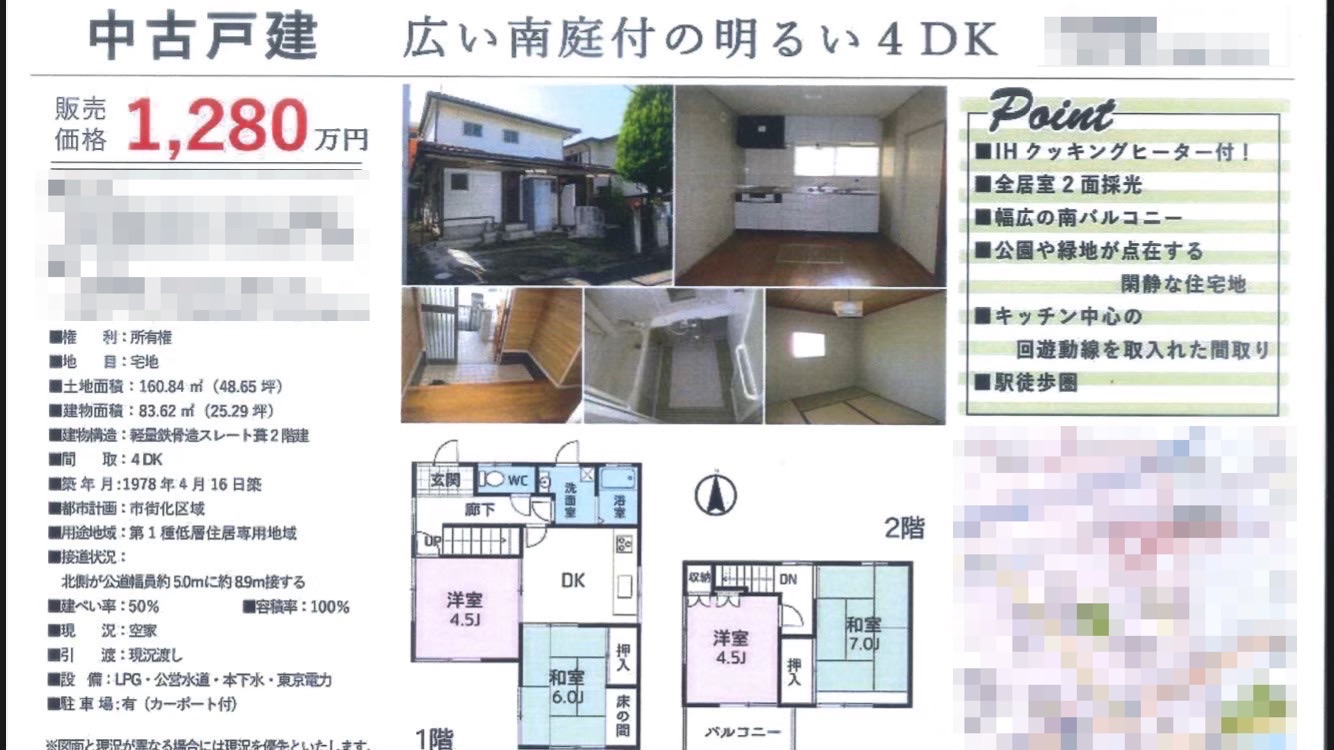 中古戸建
広い南庭付の明るい4DK
販売価格 1,280万円
■権　利：所有権
■地　目：宅地
■土地面積：160.84㎡（48.65坪）
■建物面積：83.62㎡（25.29坪）
■建物構造：軽量鉄骨造スレート葺2階建
■間　取：4DK
■築年月：1978年4月16日築
■都市計画：市街化区域
■用途地域：第1種低層住居専用地域
■接道状況：
北側が公道幅員約5.0mに約8.9m接する
■建ぺい率：50%　■容積率：100%
■現　況：空家
■引　渡：現況渡し
■設　備：LPG・公営水道・本下水・東京電力
■駐車場：有（カーポート付）
※図面と現況が異なる場合には現況を優先といたします。
Point
■IHクッキングヒーター付！
■全居室2面採光
■幅広の南バルコニー
■公園や緑地が点在する
閑静な住宅地
■キッチン中心の
回遊動線を取入れた間取り
■駅徒歩圏
玄関
WC
洗面室
浴室
廊下
UP
DK
洋室
4.5J
和室
6.0J
押入
床の間
1階
2階
収納
DN
洋室
4.5J
押入
和室
7.0J
バルコニー